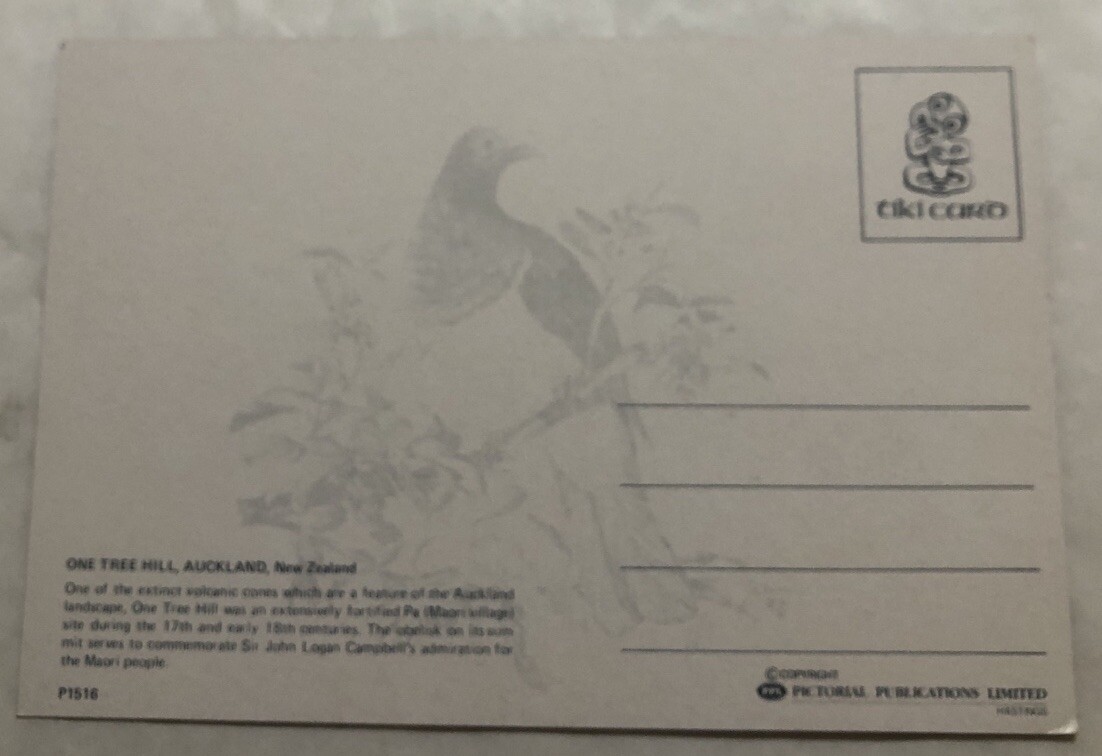 tiki card
ONE TREE HILL, AUCKLAND, New Zealand
One of the extinct volcanic cones which are a feature of the Auckland
landscape, One Tree Hill was an extensively fortified Pa (Maori village)
site during the 17th and early 18th centuries. The obelisk on its sum
mit serves to commemorate Sir John Logan Campbell's admiration for
the Maori people
P1516
© COPYRIGHT
PPL PICTORIAL PUBLICATIONS LIMITED
HASTINGS